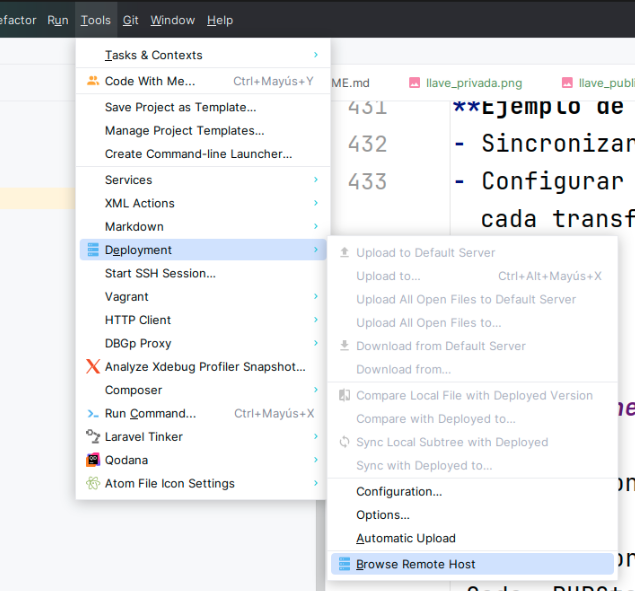 efactor Run Tools Git Window Help
Tasks & Contexts
Code With Me... Ctrl+Mayús+Y
Save Project as Template...
Manage Project Templates...
Create Command-line Launcher...
Services
XML Actions
Markdown
Deployment
Start SSH Session...
Vagrant
HTTP Client
DBGp Proxy
Analyze Xdebug Profiler Snapshot...
Composer
Run Command... Ctrl+Mayús+X
Laravel Tinker
Qodana
Atom File Icon Settings
ME.md llave_privada.png llave_publi
431 **Ejemplo de
432 - Sincronizar
433 - Configurar
cada transf
Upload to Default Server
Upload to... Ctrl+Alt+Mayús+X
Upload All Open Files to Default Server
Upload All Open Files to...
Download from Default Server
Download from...
Compare Local File with Deployed Version
Compare with Deployed to...
Sync Local Subtree with Deployed
Sync with Deployed to...
Configuration...
Options...
Automatic Upload
Browse Remote Host
ne
on
on